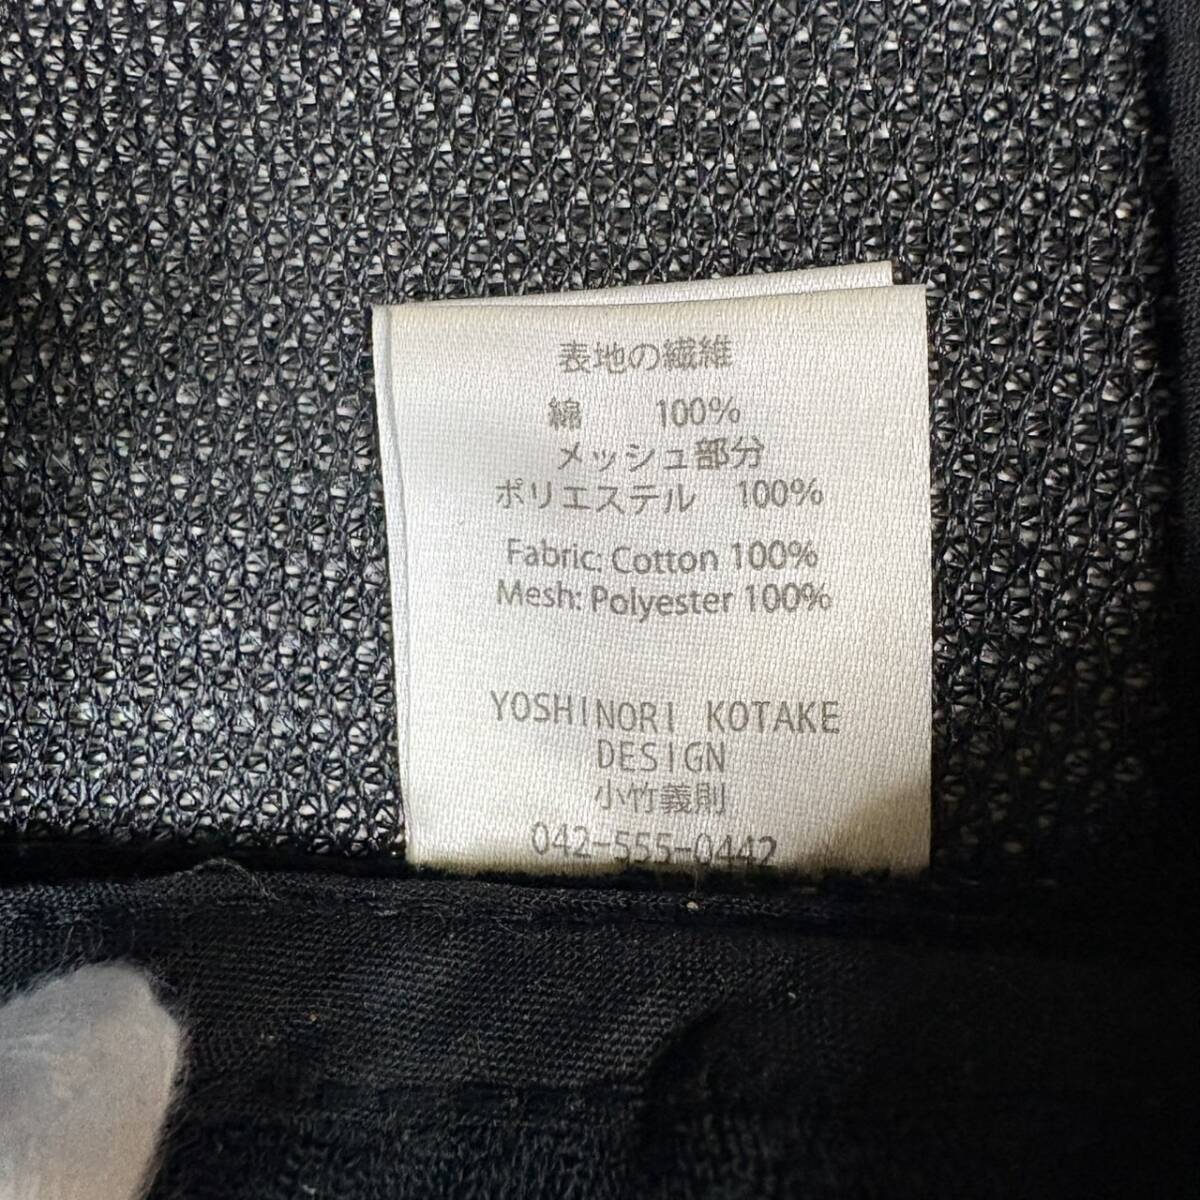 表地の繊維
綿 100%
メッシュ部分
ポリエステル 100%
Fabric: Cotton 100%
Mesh: Polyester 100%
YOSHINORI KOTAKE
DESIGN
小竹義則
042-555-0442